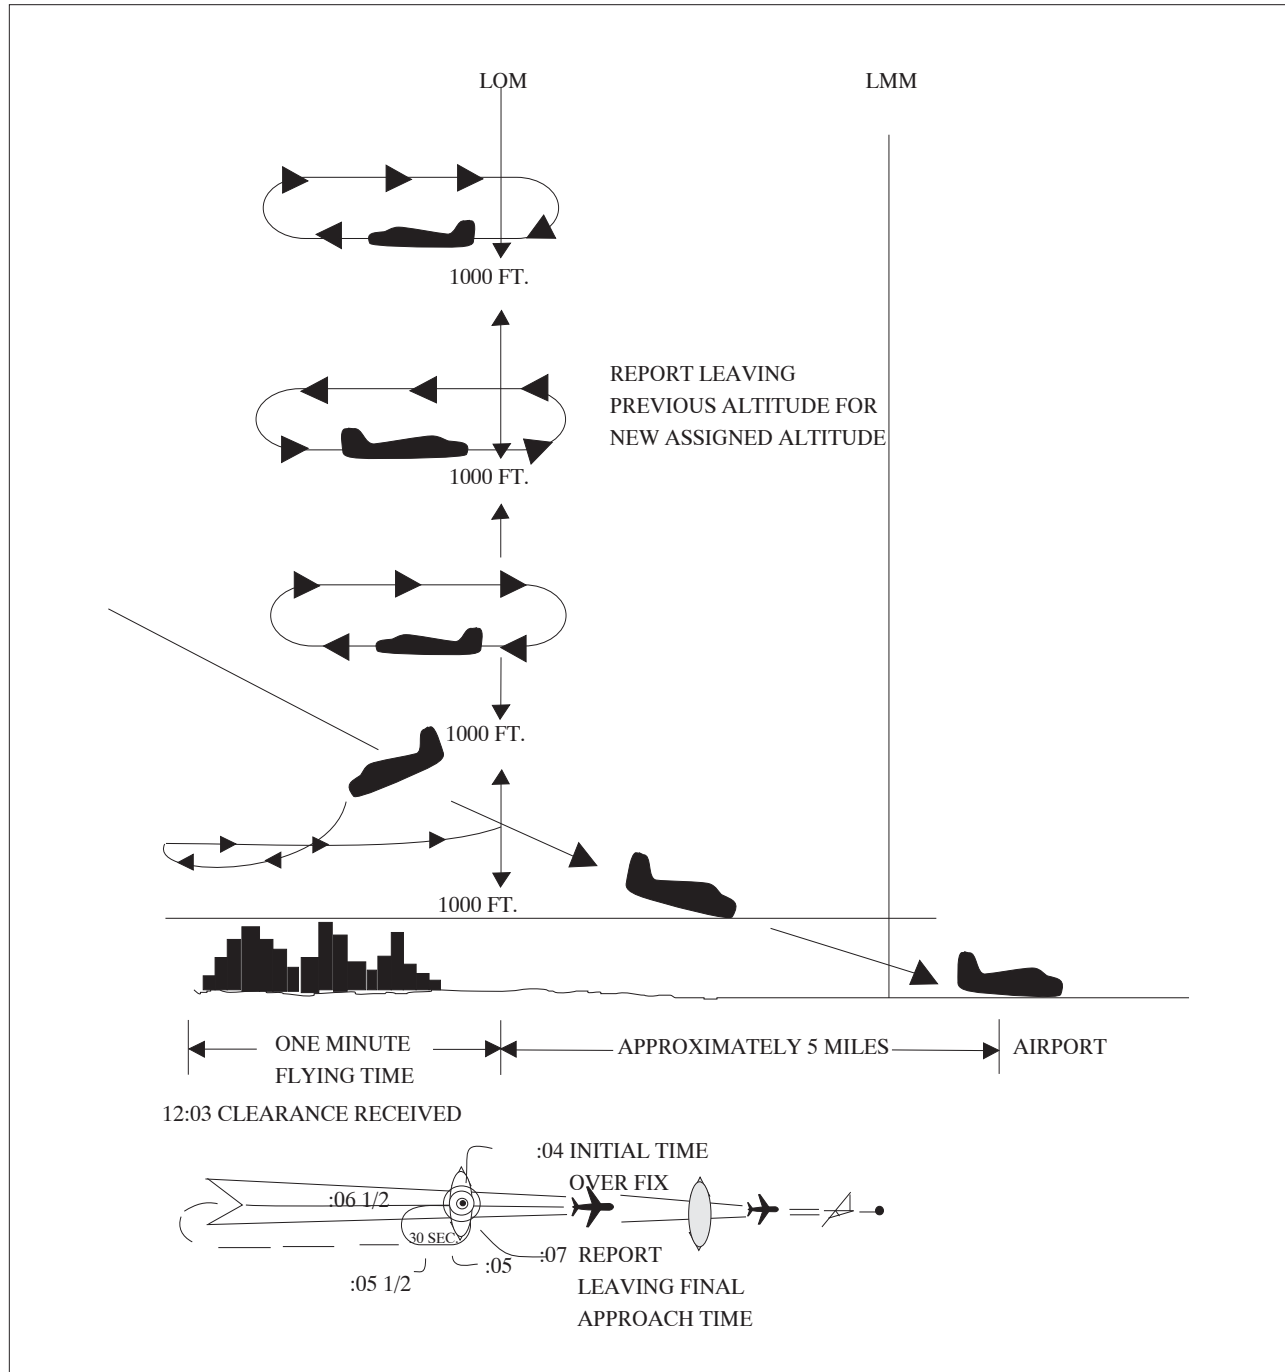 LOM
LMM
1000 FT.
REPORT LEAVING
PREVIOUS ALTITUDE FOR
NEW ASSIGNED ALTITUDE
1000 FT.
1000 FT.
1000 FT.
ONE MINUTE
FLYING TIME
APPROXIMATELY 5 MILES
AIRPORT
12:03 CLEARANCE RECEIVED
:04 INITIAL TIME
OVER FIX
:06 1/2
30 SEC.
:05
:05 1/2
:07 REPORT
LEAVING FINAL
APPROACH TIME